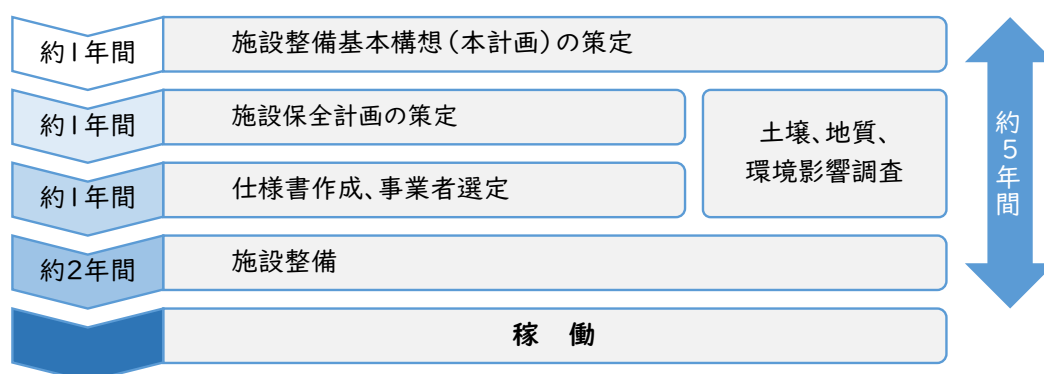 約1年間
施設整備基本構想(本計画)の策定
約1年間
施設保全計画の策定
土壌、地質、
環境影響調査
約1年間
仕様書作成、事業者選定
約2年間
施設整備
稼 働
約5年間